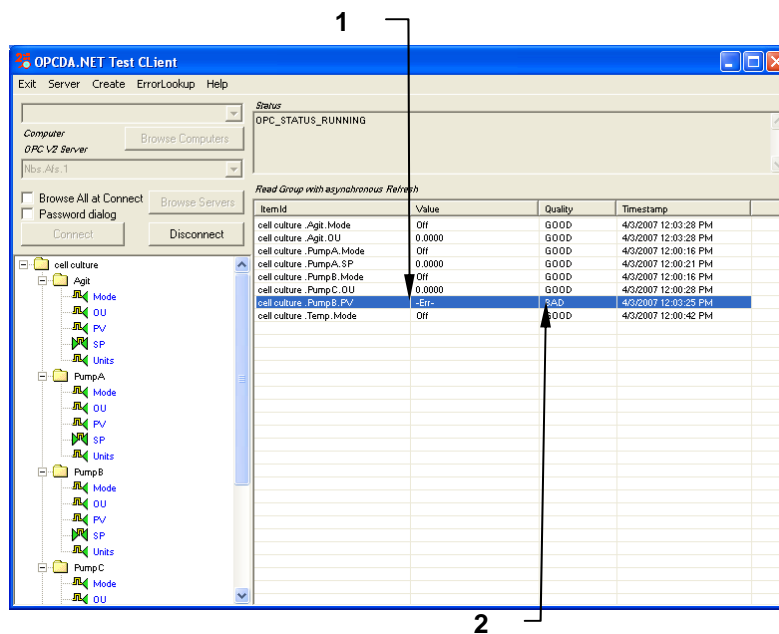 1
OPCDA.NET Test CLient
Exit Server Create ErrorLookup Help
Status
OPC_STATUS_RUNNING
Computer
Browse Computers
OPC V2 Server
Nbs.Afs.1
Browse All at Connect
Browse Servers
Password dialog
Connect
Disconnect
Read Group with asynchronous Refresh
ItemId Value Quality Timestamp
cell culture .Agit.Mode Off GOOD 4/3/2007 12:03:28 PM
cell culture .Agit.OU 0.0000 GOOD 4/3/2007 12:03:28 PM
cell culture .PumpA.Mode Off GOOD 4/3/2007 12:00:16 PM
cell culture .PumpA.SP 0.0000 GOOD 4/3/2007 12:00:21 PM
cell culture .PumpB.Mode Off GOOD 4/3/2007 12:00:16 PM
cell culture .PumpC.OU 0.0000 GOOD 4/3/2007 12:00:28 PM
cell culture .PumpB.PV -Err- BAD 4/3/2007 12:03:25 PM
cell culture .Temp.Mode Off GOOD 4/3/2007 12:00:42 PM
cell culture
Agit
Mode
OU
PV
SP
Units
PumpA
Mode
OU
PV
SP
Units
PumpB
Mode
OU
PV
SP
Units
PumpC
Mode
OU
2